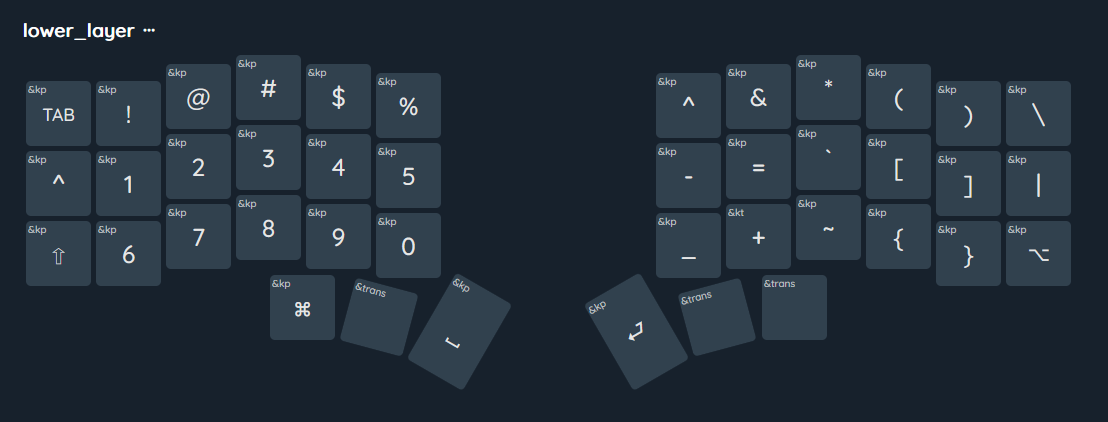 lower_layer ···
&kp TAB &kp ! &kp @ &kp # &kp $ &kp % &kp ^ &kp & &kp * &kp ( &kp ) &kp \
&kp ^ &kp 1 &kp 2 &kp 3 &kp 4 &kp 5 &kp - &kp = &kp ` &kp [ &kp ] &kp |
&kp ⇧ &kp 6 &kp 7 &kp 8 &kp 9 &kp 0 &kp _ &kt + &kp ~ &kp { &kp } &kp ⌥
&kp ⌘ &trans &kp ⎵ &kp ⏎ &trans &trans